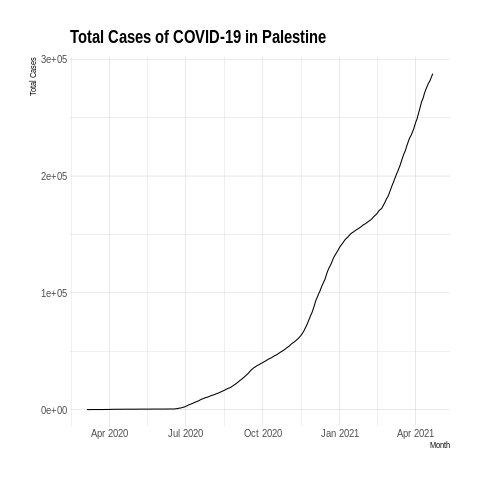 Total Cases of COVID-19 in Palestine
Total Cases
3e+05
2e+05
1e+05
0e+00
Apr 2020 Jul 2020 Oct 2020 Jan 2021 Apr 2021
Month